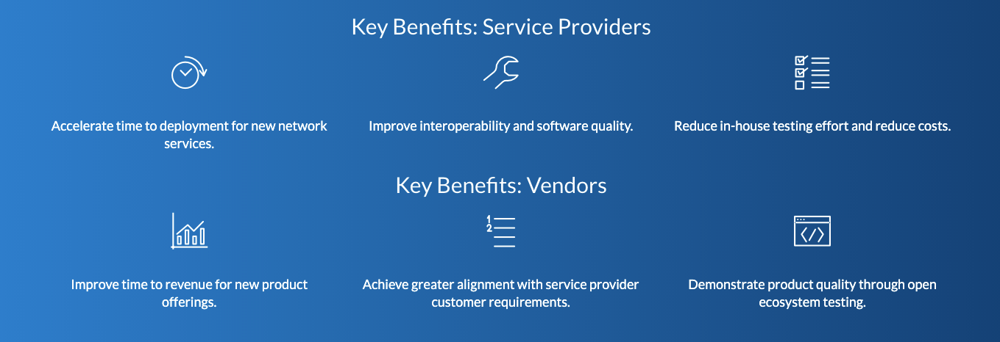 Key Benefits: Service Providers
Accelerate time to deployment for new network
services.
Improve interoperability and software quality.
Reduce in-house testing effort and reduce costs.
Key Benefits: Vendors
1
2
Improve time to revenue for new product
offerings.
Achieve greater alignment with service provider
customer requirements.
Demonstrate product quality through open
ecosystem testing.